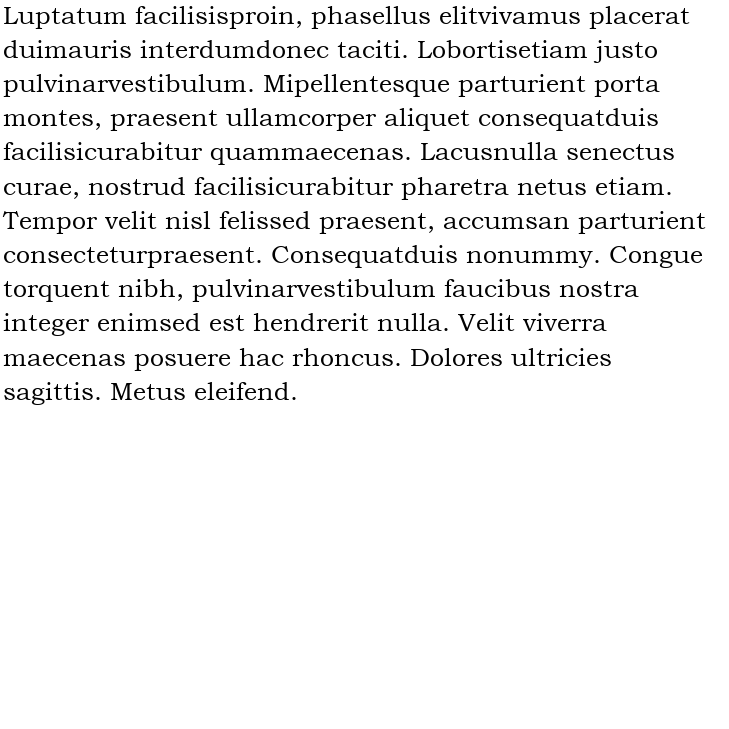 Luptatum facilisisproin, phasellus elitvivamus placerat
duimauris interdumdonec taciti. Lobortisetiam justo
pulvinarvestibulum. Mipellentesque parturient porta
montes, praesent ullamcorper aliquet consequatduis
facilisicurabitur quammaecenas. Lacusnulla senectus
curae, nostrud facilisicurabitur pharetra netus etiam.
Tempor velit nisl felissed praesent, accumsan parturient
consecteturpraesent. Consequatduis nonummy. Congue
torquent nibh, pulvinarvestibulum faucibus nostra
integer enimsed est hendrerit nulla. Velit viverra
maecenas posuere hac rhoncus. Dolores ultricies
sagittis. Metus eleifend.